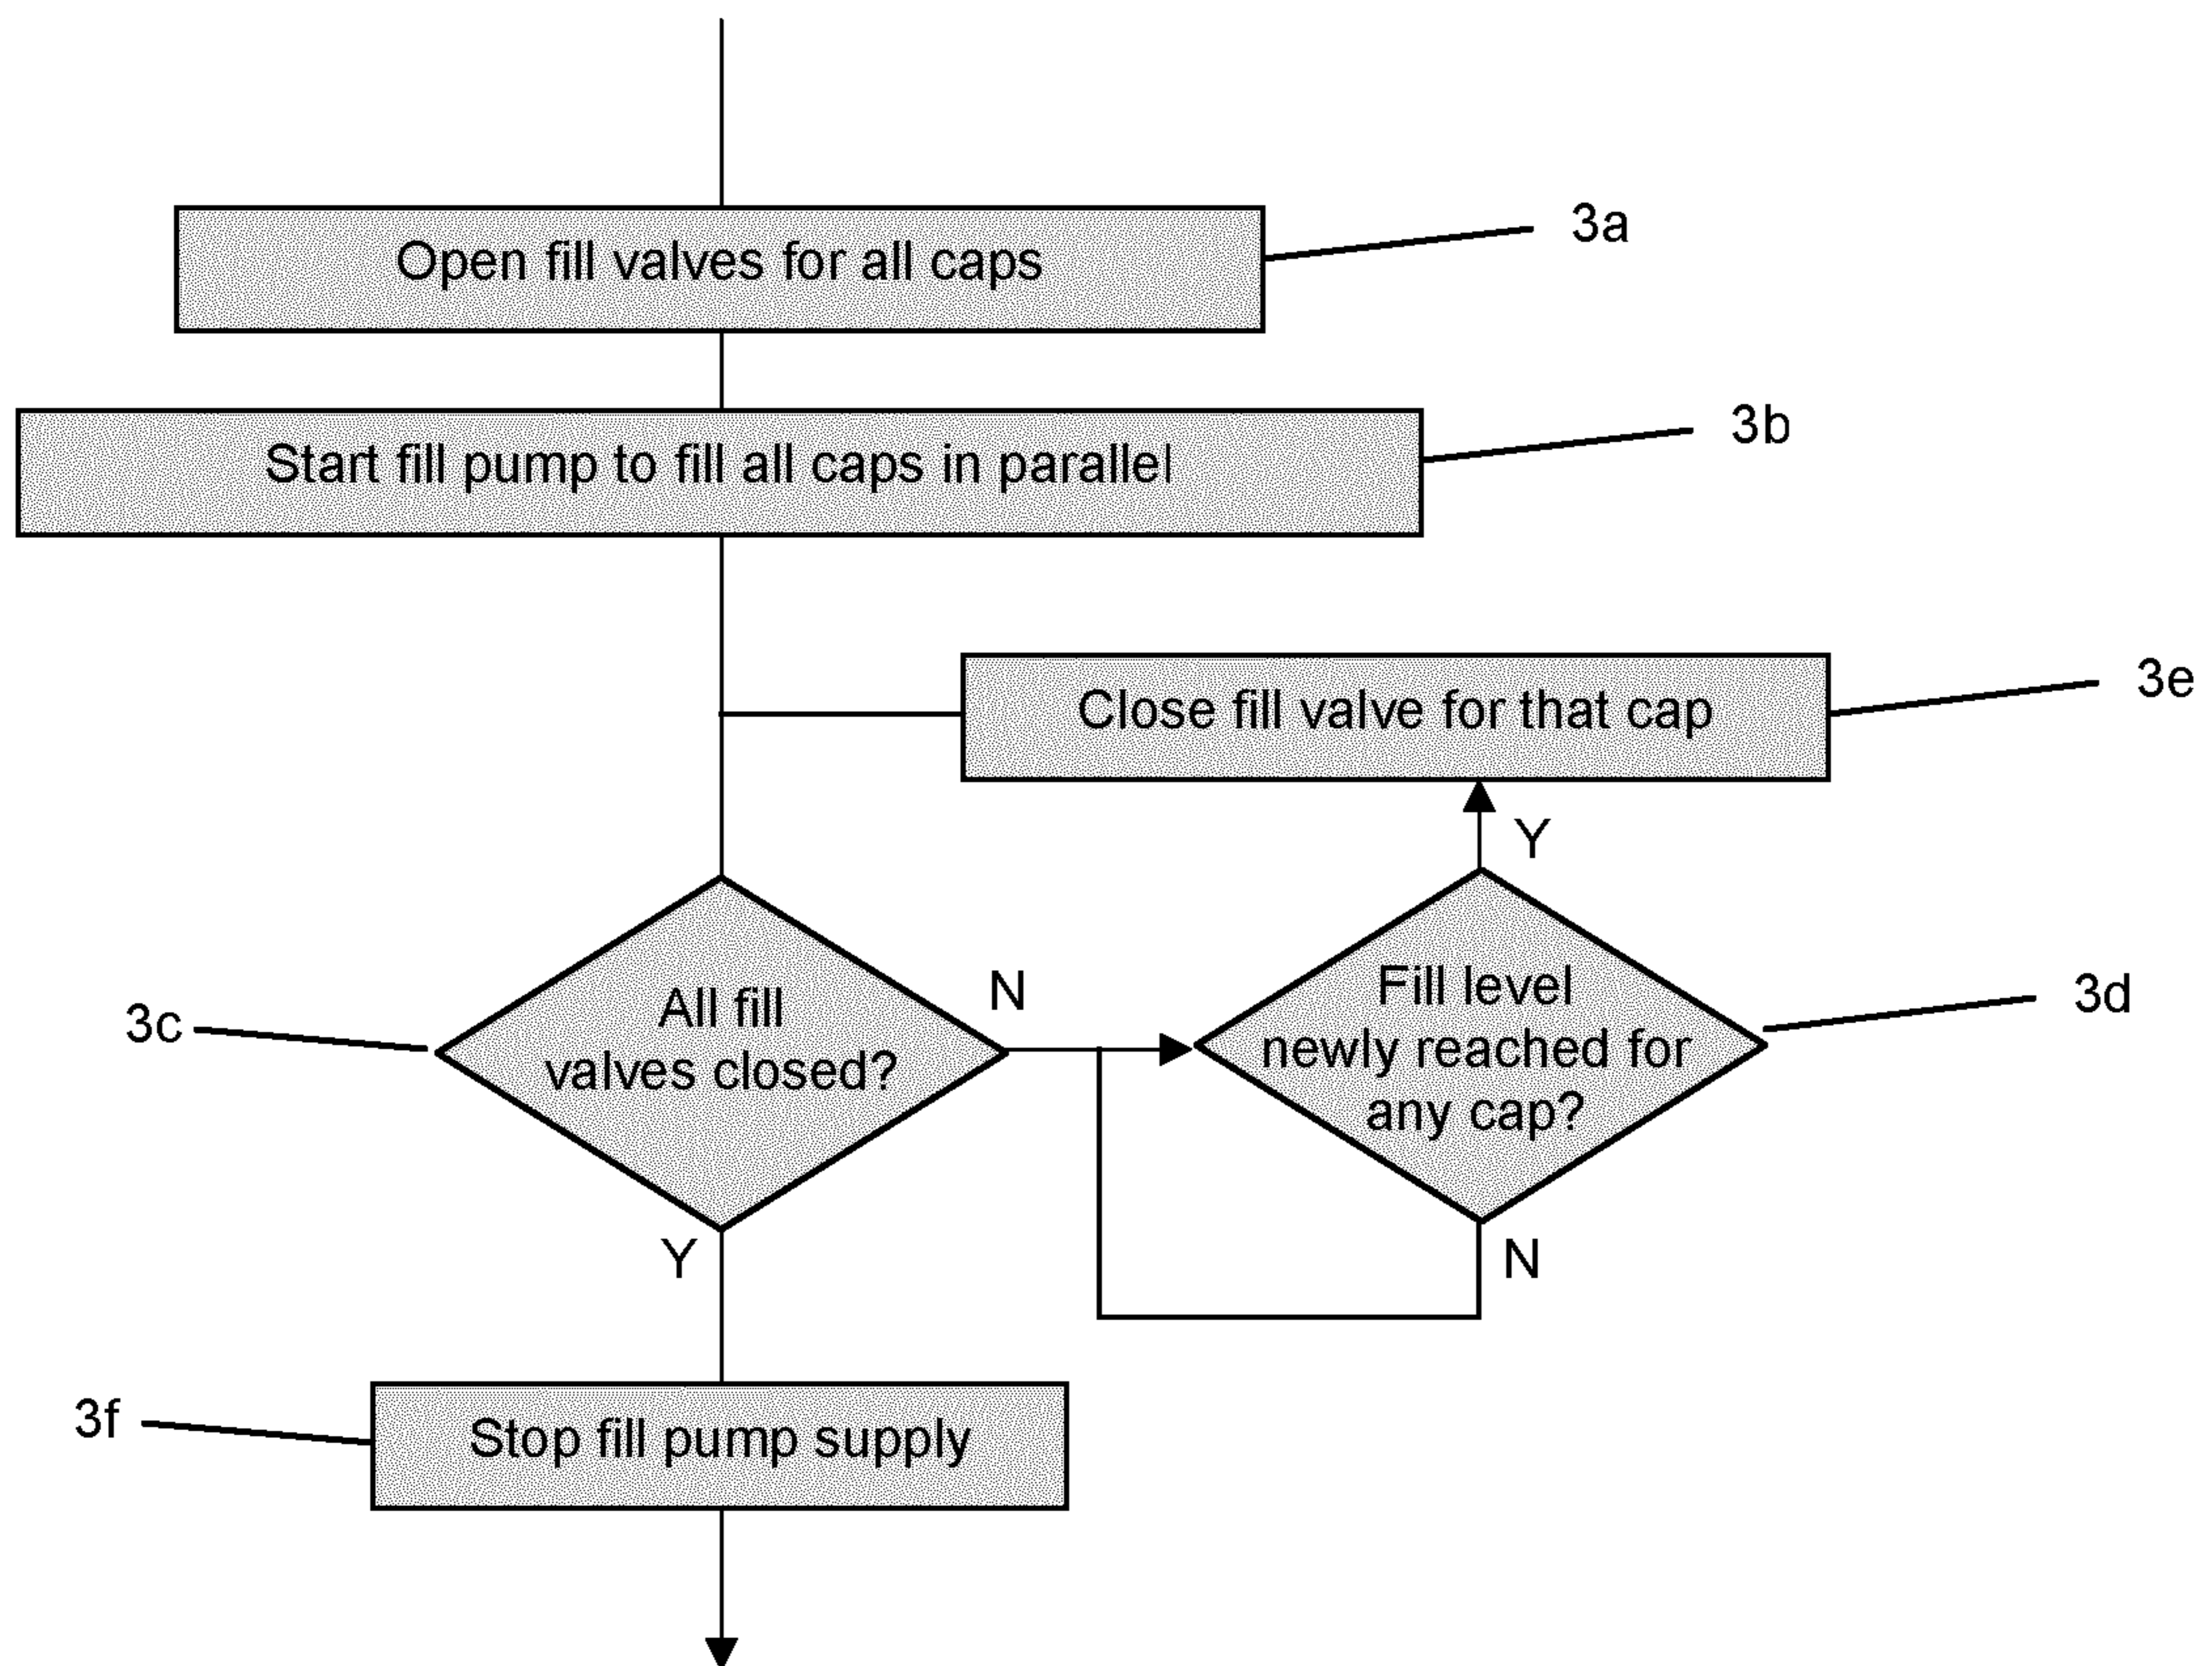 Open fill valves for all caps
3a
Start fill pump to fill all caps in parallel
3b
Close fill valve for that cap
3e
Y
3c
All fill
valves closed?
N
Fill level
newly reached for
any cap?
3d
Y
N
3f
Stop fill pump supply